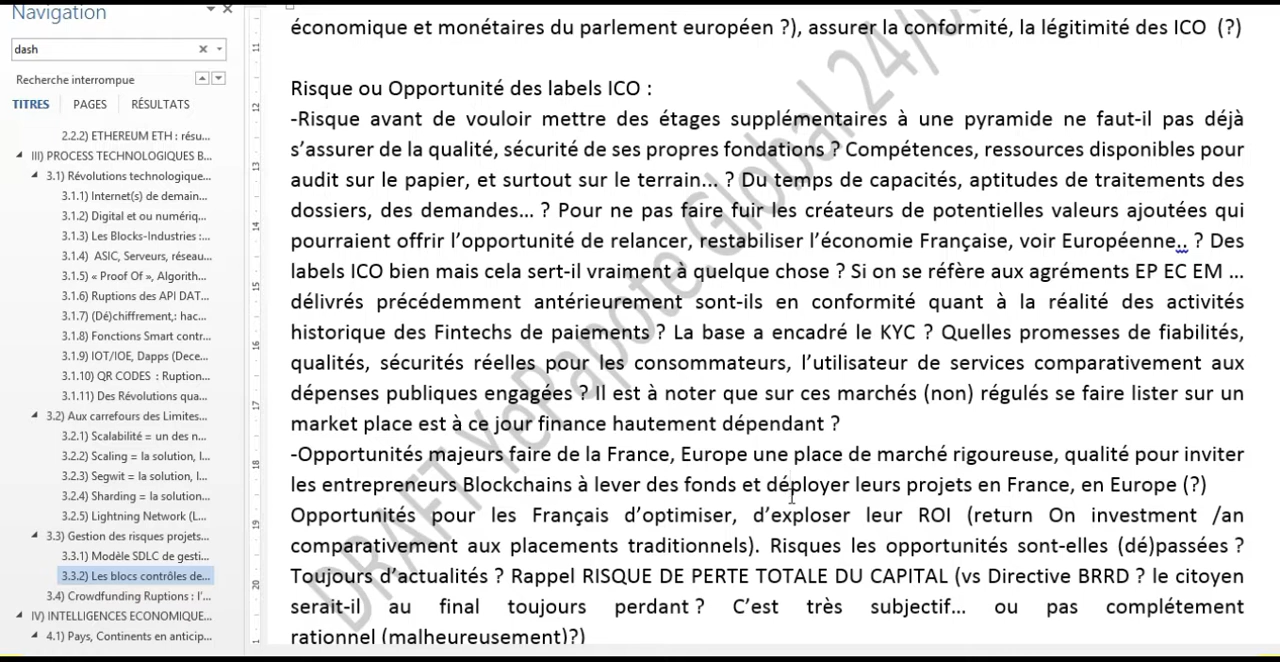 Navigation
dash
Recherche interrompue
TITRES PAGES RÉSULTATS
2.2.2) ETHEREUM ETH : résu...
III) PROCESS TECHNOLOGIQUES B...
3.1) Révolutions technologique...
3.1.1) Internet(s) de demain...
3.1.2) Digital et ou numériq...
3.1.3) Les Blocks-Industries :...
3.1.4) ASIC, Serveurs, réseau...
3.1.5) « Proof Of », Algorith...
3.1.6) Ruptions des API DAT...
3.1.7) (Dé)chiffrement,: hac...
3.1.8) Fonctions Smart contr...
3.1.9) IOT/IOE, Dapps (Dece...
3.1.10) QR CODES : Ruption...
3.1.11) Des Révolutions qua...
3.2) Aux carrefours des Limites...
3.2.1) Scalabilité = un des n...
3.2.2) Scaling = la solution, l...
3.2.3) Segwit = la solution, l...
3.2.4) Sharding = la solution...
3.2.5) Lightning Network (L...
3.3) Gestion des risques projets...
3.3.1) Modèle SDLC de gesti...
3.3.2) Les blocs contrôles de...
3.4) Crowdfunding Ruptions : l'...
IV) INTELLIGENCES ECONOMIQUE...
4.1) Pays, Continents en anticip...
économique et monétaires du parlement européen ?), assurer la conformité, la légitimité des ICO (?)
Risque ou Opportunité des labels ICO :
-Risque avant de vouloir mettre des étages supplémentaires à une pyramide ne faut-il pas déjà
s'assurer de la qualité, sécurité de ses propres fondations ? Compétences, ressources disponibles pour
audit sur le papier, et surtout sur le terrain... ? Du temps de capacités, aptitudes de traitements des
dossiers, des demandes... ? Pour ne pas faire fuir les créateurs de potentielles valeurs ajoutées qui
pourraient offrir l'opportunité de relancer, restabiliser l'économie Française, voir Européenne.. ? Des
labels ICO bien mais cela sert-il vraiment à quelque chose ? Si on se réfère aux agréments EP EC EM ...
délivrés précédemment antérieurement sont-ils en conformité quant à la réalité des activités
historique des Fintechs de paiements ? La base a encadré le KYC ? Quelles promesses de fiabilités,
qualités, sécurités réelles pour les consommateurs, l'utilisateur de services comparativement aux
dépenses publiques engagées ? Il est à noter que sur ces marchés (non) régulés se faire lister sur un
market place est à ce jour finance hautement dépendant ?
-Opportunités majeurs faire de la France, Europe une place de marché rigoureuse, qualité pour inviter
les entrepreneurs Blockchains à lever des fonds et déployer leurs projets en France, en Europe (?)
Opportunités pour les Français d'optimiser, d'exploser leur ROI (return On investment /an
comparativement aux placements traditionnels). Risques les opportunités sont-elles (dé)passées ?
Toujours d'actualités ? Rappel RISQUE DE PERTE TOTALE DU CAPITAL (vs Directive BRRD ? le citoyen
serait-il au final toujours perdant ? C'est très subjectif... ou pas complétement
rationnel (malheureusement)?)
DRAFT YePapote.Global 24/
11
12
13
14
15
16
17
18
19
20